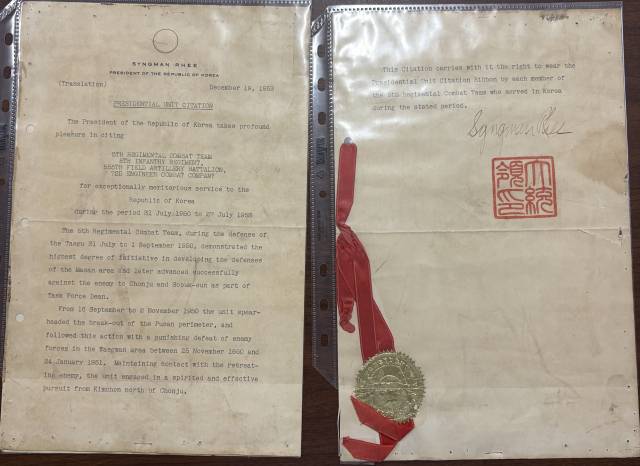 SYNGMAN RHEE
PRESIDENT OF THE REPUBLIC OF KOREA
(Translation) December 19, 1953
PRESIDENTIAL UNIT CITATION
The President of the Republic of Korea takes profound
pleasure in citing
5TH REGIMENTAL COMBAT TEAM
5TH INFANTRY REGIMENT,
555TH FIELD ARTILLERY BATTALION,
72D ENGINEER COMBAT COMPANY
for exceptionally meritorious service to the
Republic of Korea
during the period 31 July 1950 to 27 July 1953
The 5th Regimental Combat Team, during the defense of
the Taegu 31 July to 1 September 1950, demonstrated the
highest degree of initiative in developing the defenses
of the Masan area and later advanced successfully
against the enemy to Chonju and as part of
Task Force Dean.
From 16 September to 2 November 1950 the unit spear-
headed the break-out of the Pusan perimeter, and
followed this action with a punishing defeat of enemy
forces in the Waegwan area between 25 November 1950 and
24 January 1951. Maintaining contact with the retreat-
ing enemy, the unit engaged in a spirited and effective
pursuit from Kimchon north of Chonju.
This Citation carries with it the right to wear the
Presidential Unit Citation Ribbon by each member of
the 5th Regimental Combat Team who served in Korea
during the stated period.
Syngman Rhee
大統
領印